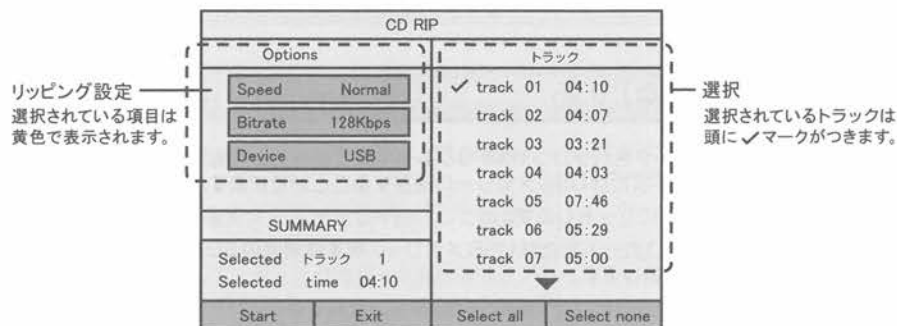 CD RIP
Options
トラック
リッピング設定
選択されている項目は
黄色で表示されます。
Speed Normal
Bitrate 128Kbps
Device USB
SUMMARY
Selected トラック 1
Selected time 04:10
✓ track 01 04:10
track 02 04:07
track 03 03:21
track 04 04:03
track 05 07:46
track 06 05:29
track 07 05:00
選択
選択されているトラックは
頭に✓マークがつきます。
Start Exit Select all Select none